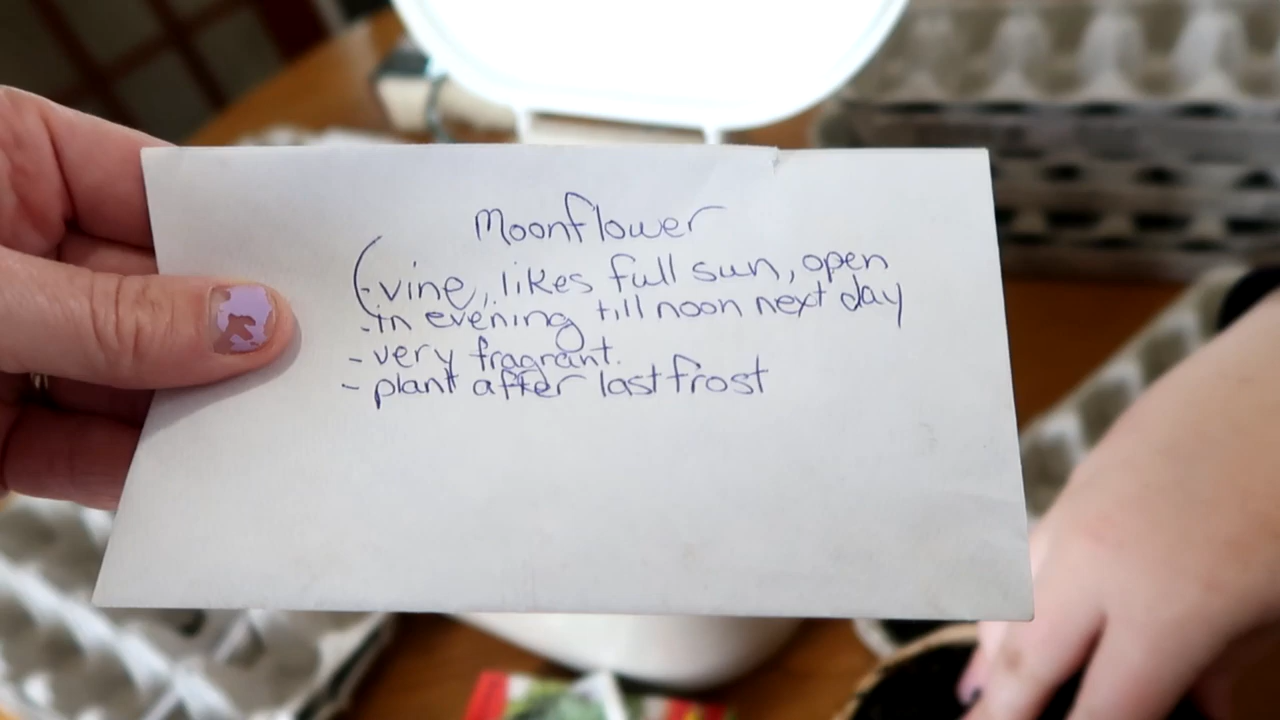 Moonflower
(-vine, likes full sun, open
-in evening till noon next day
- very fragrant.
- plant after last frost